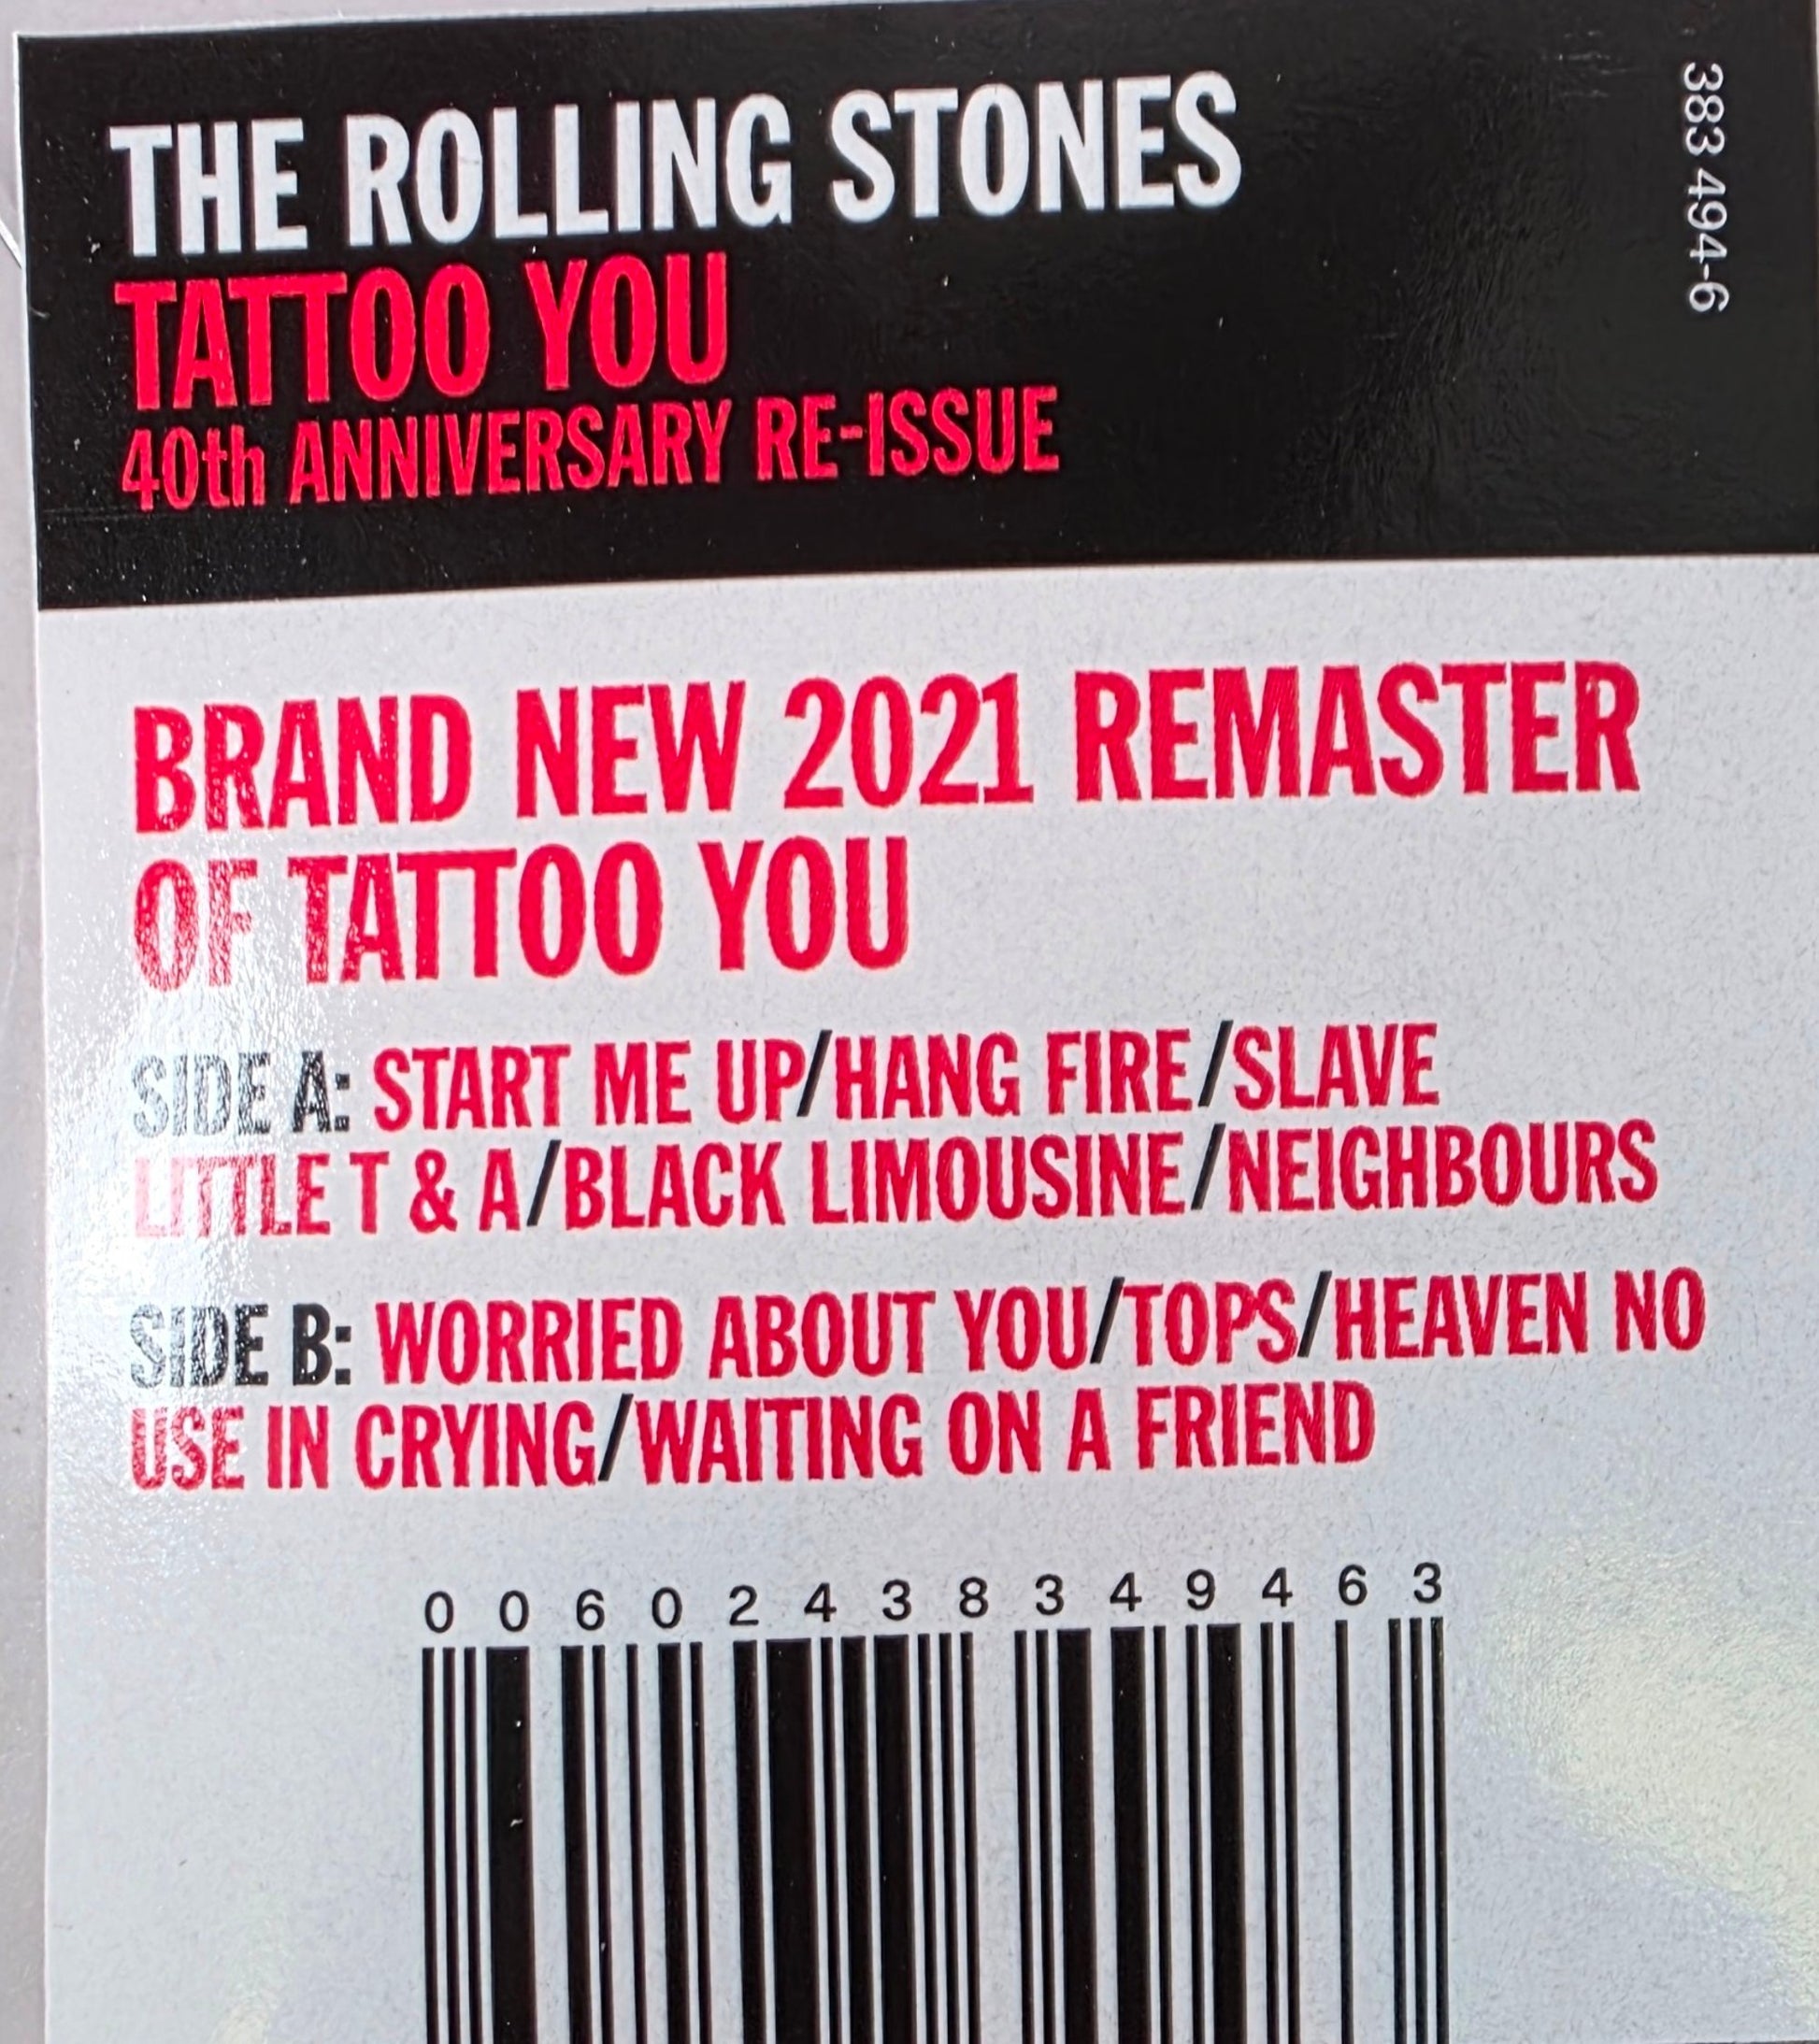 THE ROLLING STONES
TATTOO YOU
40th ANNIVERSARY RE-ISSUE
383 494-6
BRAND NEW 2021 REMASTER
OF TATTOO YOU
SIDE A: START ME UP/HANG FIRE/SLAVE
LITTLE T & A/BLACK LIMOUSINE/NEIGHBOURS
SIDE B: WORRIED ABOUT YOU/TOPS/HEAVEN NO
USE IN CRYING/WAITING ON A FRIEND
0 0 6 0 2 4 3 8 3 4 9 4 6 3